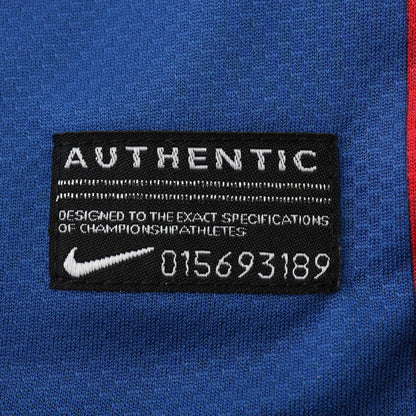 AUTHENTIC
DESIGNED TO THE EXACT SPECIFICATIONS
OF CHAMPIONSHIPATHLETES
015693189